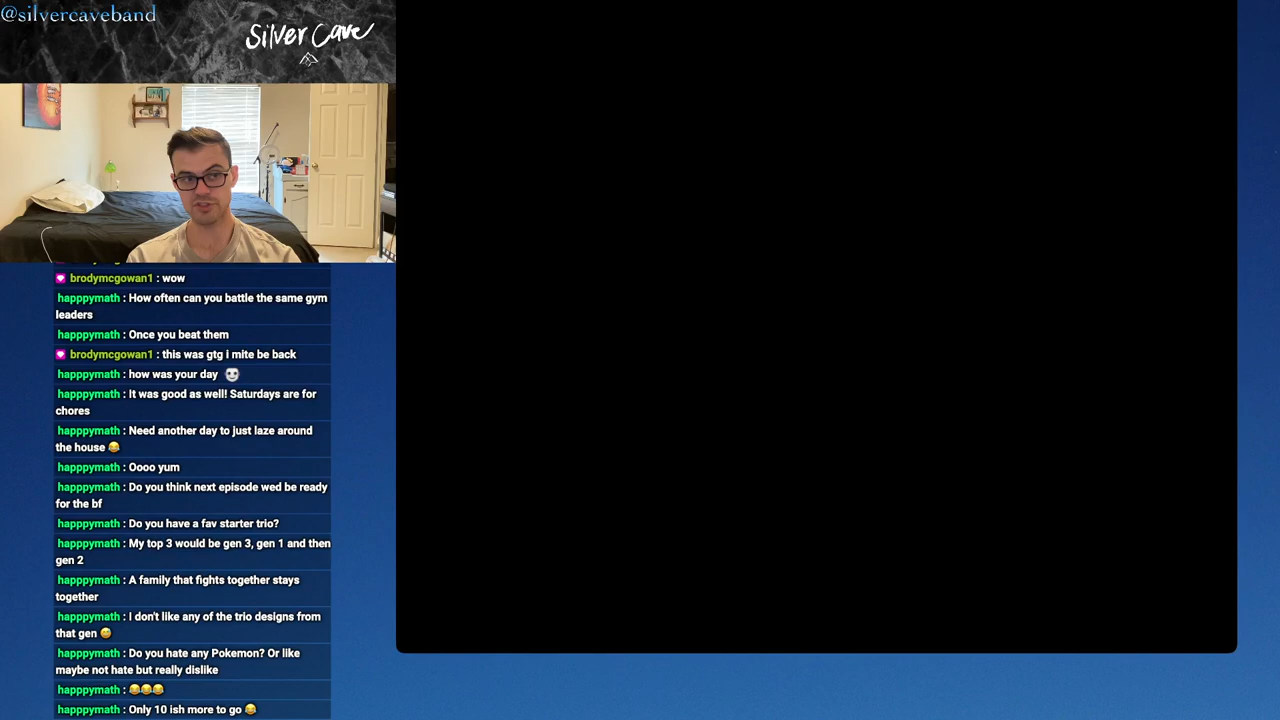 @silvercaveband
Silver Cave
brodymcgowan1 : wow
happpymath : How often can you battle the same gym
leaders
happpymath : Once you beat them
brodymcgowan1 : this was gtg i mite be back
happpymath : how was your day
happpymath : It was good as well! Saturdays are for
chores
happpymath : Need another day to just laze around
the house 😂
happpymath : Oooo yum
happpymath : Do you think next episode wed be ready
for the bf
happpymath : Do you have a fav starter trio?
happpymath : My top 3 would be gen 3, gen 1 and then
gen 2
happpymath : A family that fights together stays
together
happpymath : I don't like any of the trio designs from
that gen 😅
happpymath : Do you hate any Pokemon? Or like
maybe not hate but really dislike
happpymath : 😂😂😂
happpymath : Only 10 ish more to go 😂